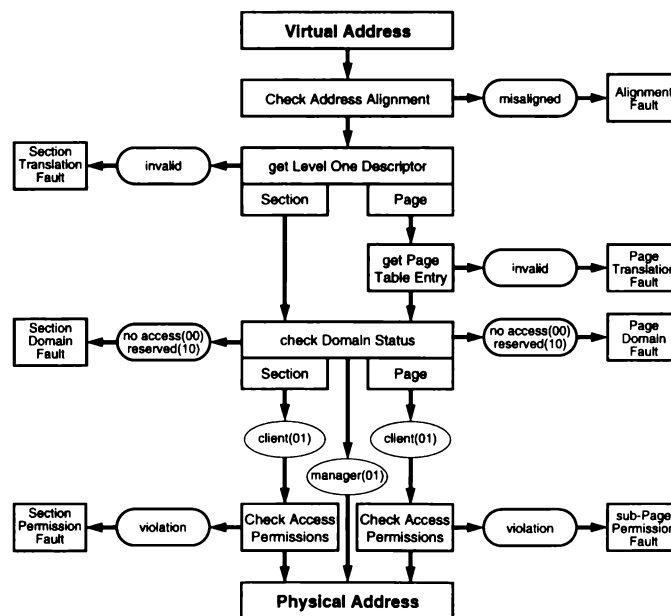 Virtual Address
Check Address Alignment
misaligned
Alignment
Fault
Section
Translation
Fault
invalid
get Level One Descriptor
Section
Page
get Page
Table Entry
invalid
Page
Translation
Fault
Section
Domain
Fault
no access(00)
reserved(10)
check Domain Status
no access(00)
reserved(10)
Page
Domain
Fault
Section
Page
client(01)
client(01)
manager(01)
Section
Permission
Fault
violation
Check Access
Permissions
Check Access
Permissions
violation
sub-Page
Permission
Fault
Physical Address